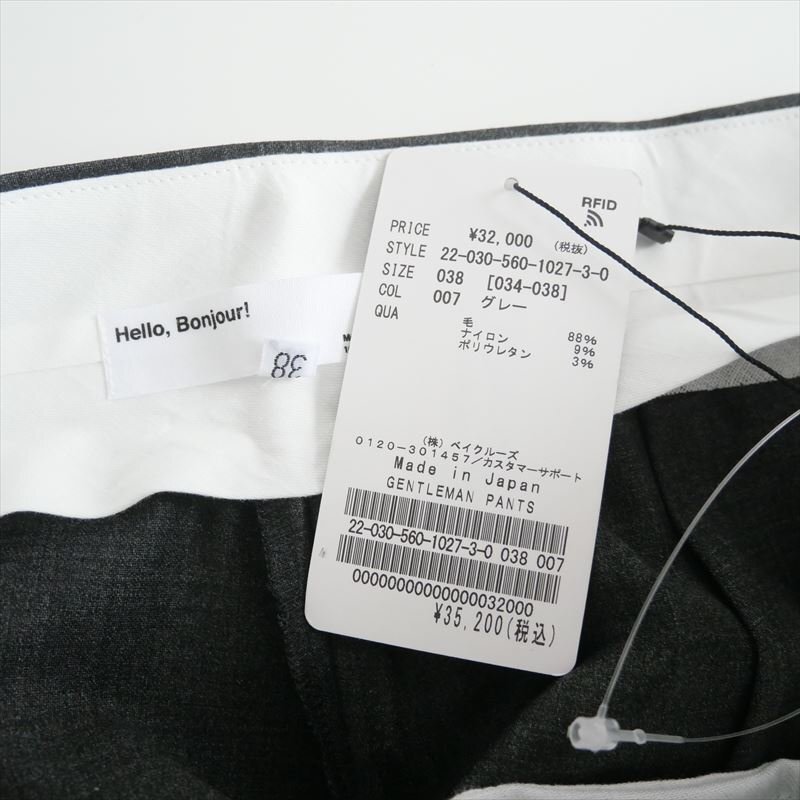 Hello, Bonjour!
38
RFID
PRICE ¥32,000 (税抜)
STYLE 22-030-560-1027-3-0
SIZE 038 [034-038]
COL 007 グレー
QUA 毛 88%
ナイロン 9%
ポリウレタン 3%
(株) ベイクルーズ
0120-301457/カスタマーサポート
Made in Japan
GENTLEMAN PANTS
22-030-560-1027-3-0 038 007
00000000000000032000
¥35,200(税込)